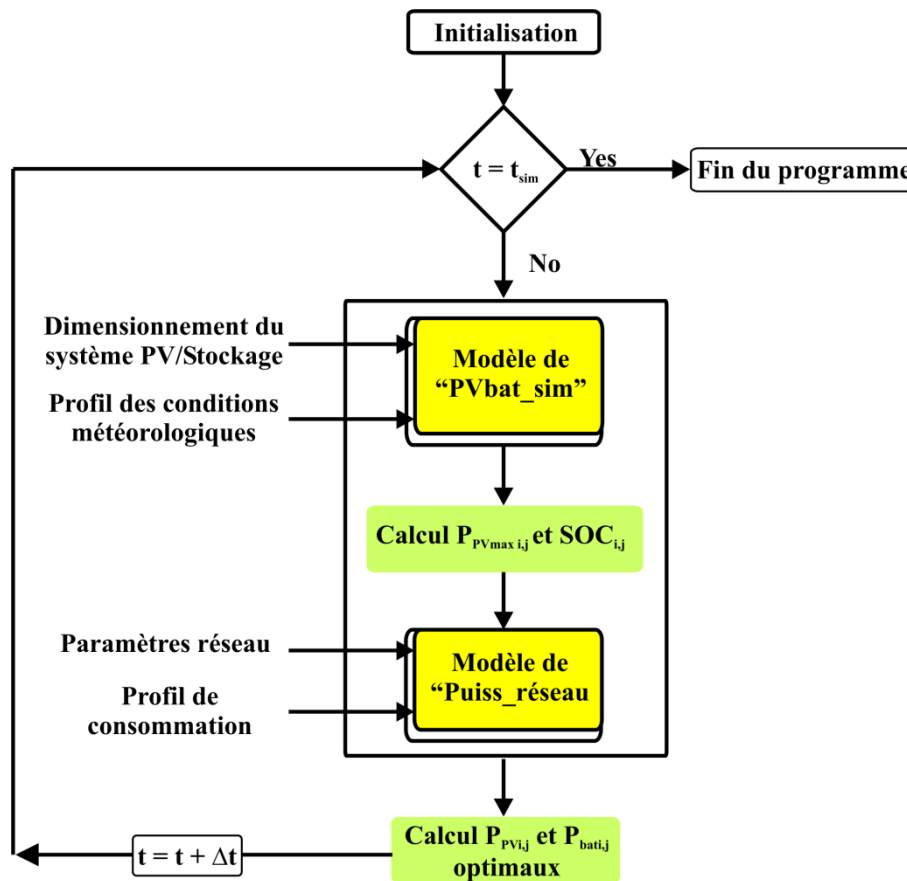 Initialisation
t = tsim
Yes
Fin du programme
No
Dimensionnement du
système PV/Stockage
Profil des conditions
météorologiques
Modèle de
“PVbat_sim”
Calcul PPVmax i,j et SOCi,j
Paramètres réseau
Profil de
consommation
Modèle de
“Puiss_réseau
Calcul PPVi,j et Pbati,j
optimaux
t = t + Δt